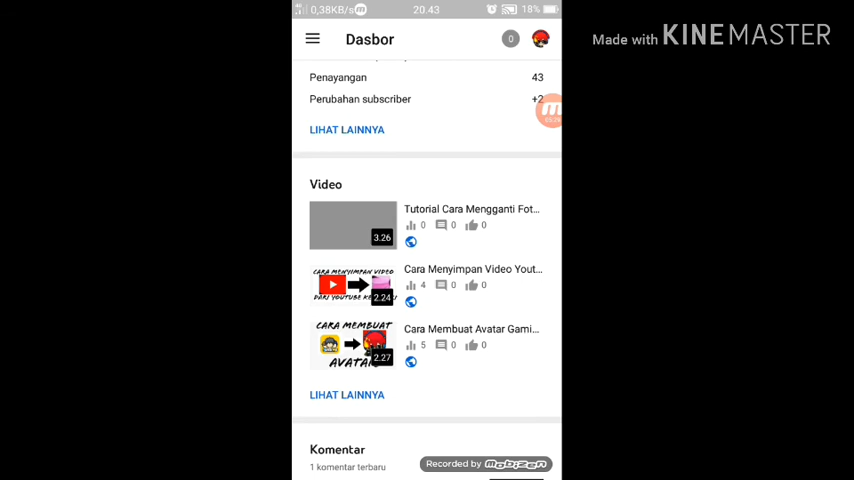 0,38KB/s
20.43
18%
Made with KINEMASTER
Dasbor
0
Penayangan 43
Perubahan subscriber +2
LIHAT LAINNYA
Video
Tutorial Cara Mengganti Fot...
0 0 0
3.26
Cara Menyimpan Video Yout...
CARA MENYIMPAN VIDEO
4 0 0
DARI YOUTUBE
2.24
Cara Membuat Avatar Gami...
CARA MEMBUAT
5 0 0
AVATAR
2.27
LIHAT LAINNYA
Komentar
1 komentar terbaru
Recorded by mobizen